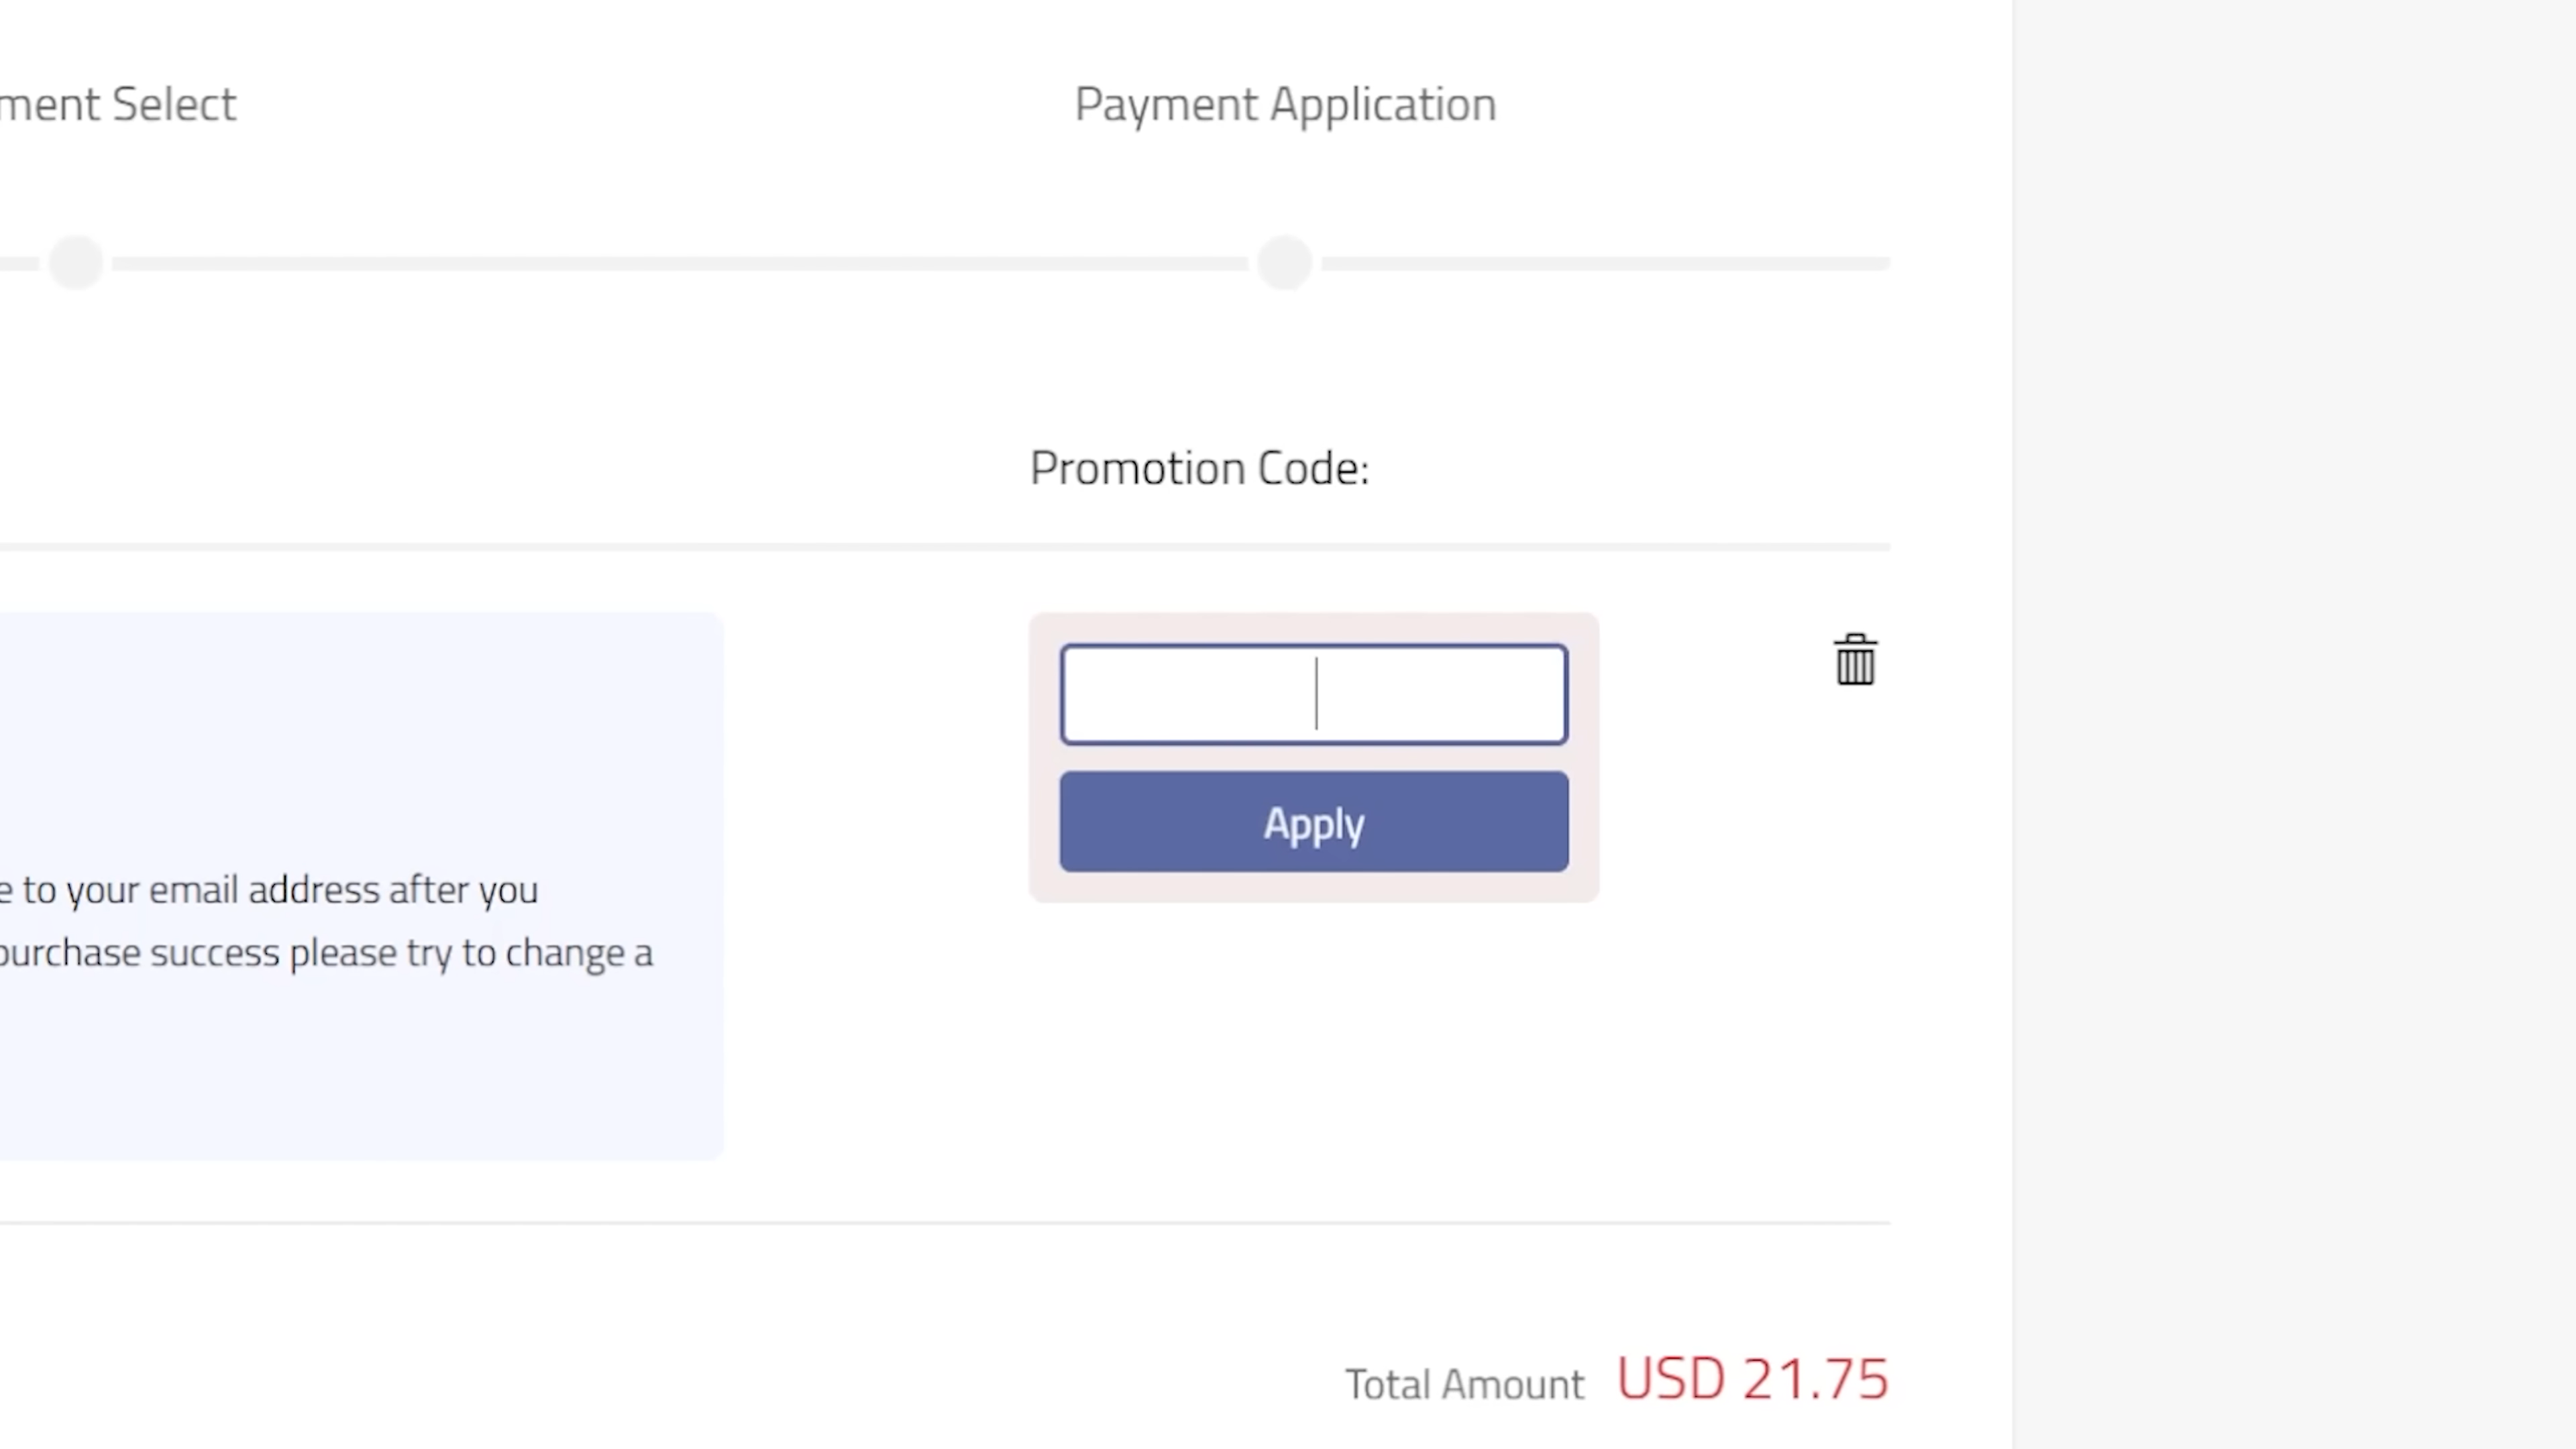 ment Select
Payment Application
Promotion Code:
Apply
e to your email address after you
purchase success please try to change a
Total Amount USD 21.75